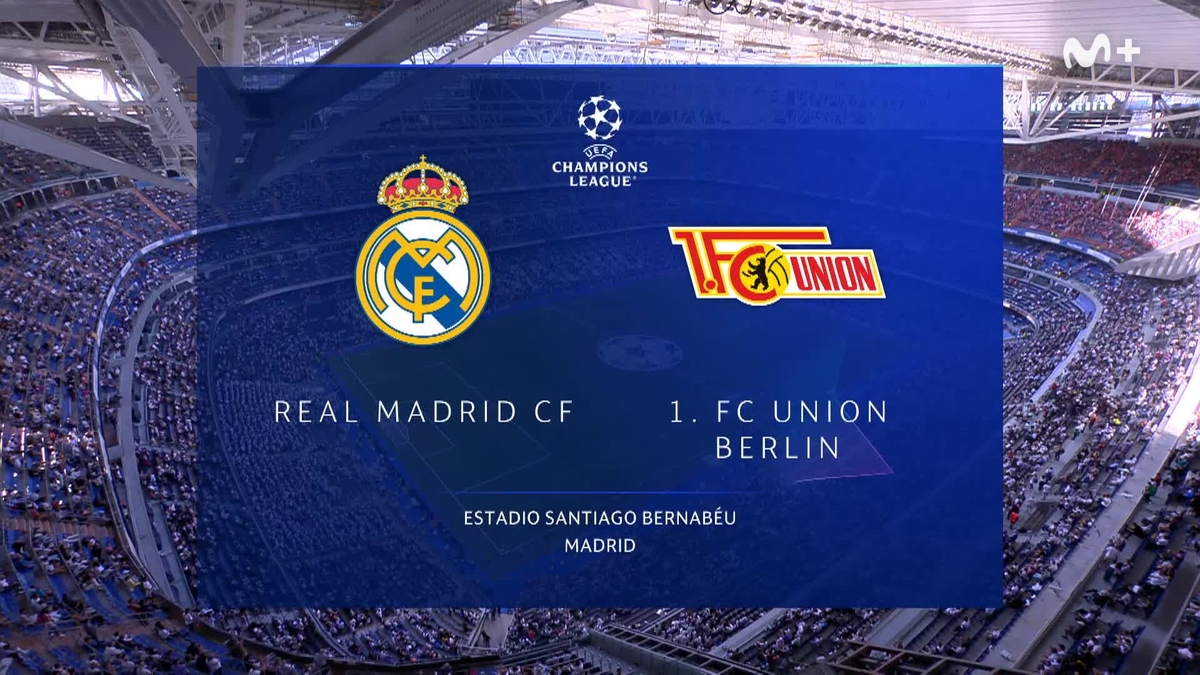 M+
UEFA
CHAMPIONS
LEAGUE®
1.FC UNION
REAL MADRID CF
1. FC UNION
BERLIN
ESTADIO SANTIAGO BERNABÉU
MADRID